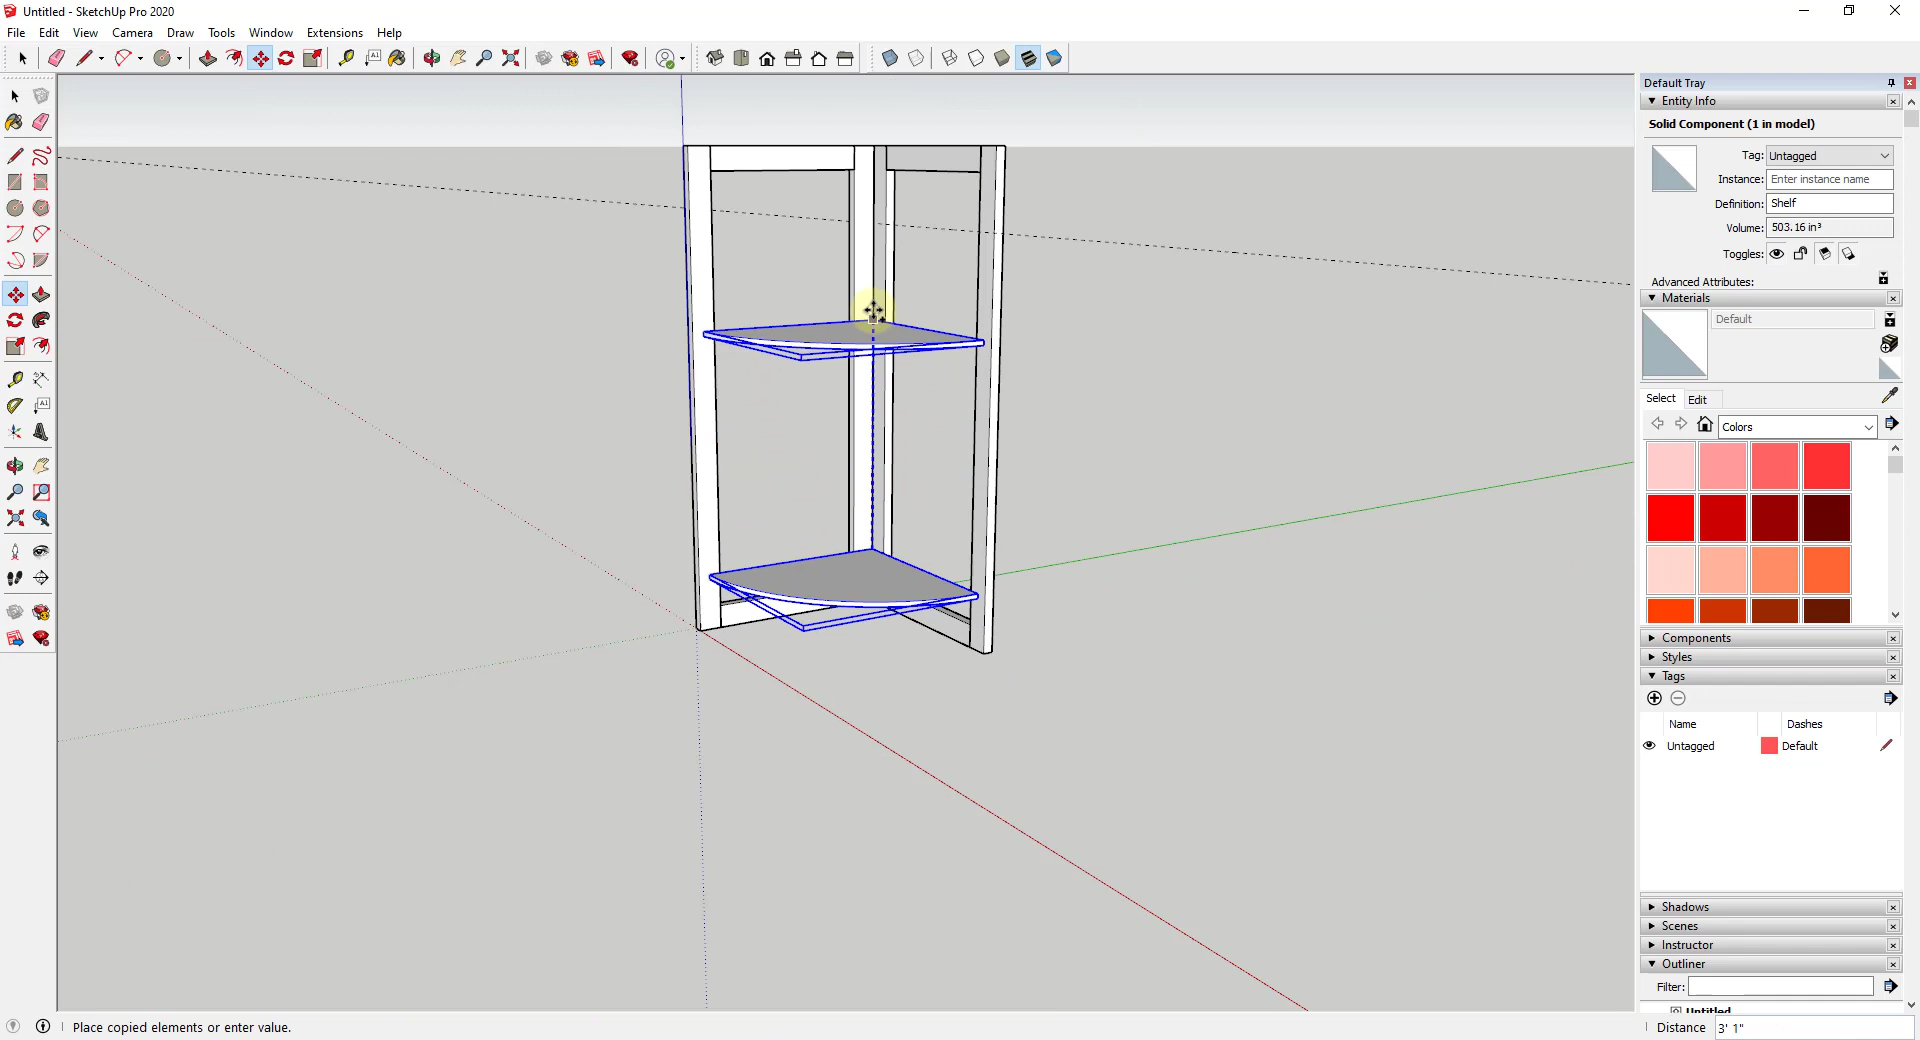 Untitled - SketchUp Pro 2020
File Edit View Camera Draw Tools Window Extensions Help
Default Tray
Entity Info
Solid Component (1 in model)
Tag: Untagged
Instance: Enter instance name
Definition: Shelf
Volume: 503.16 in³
Toggles:
Advanced Attributes:
Materials
Default
Select Edit
Colors
Components
Styles
Tags
Name Dashes
Untagged Default
Shadows
Scenes
Instructor
Outliner
Filter:
Untitled
Place copied elements or enter value.
Distance 3' 1"